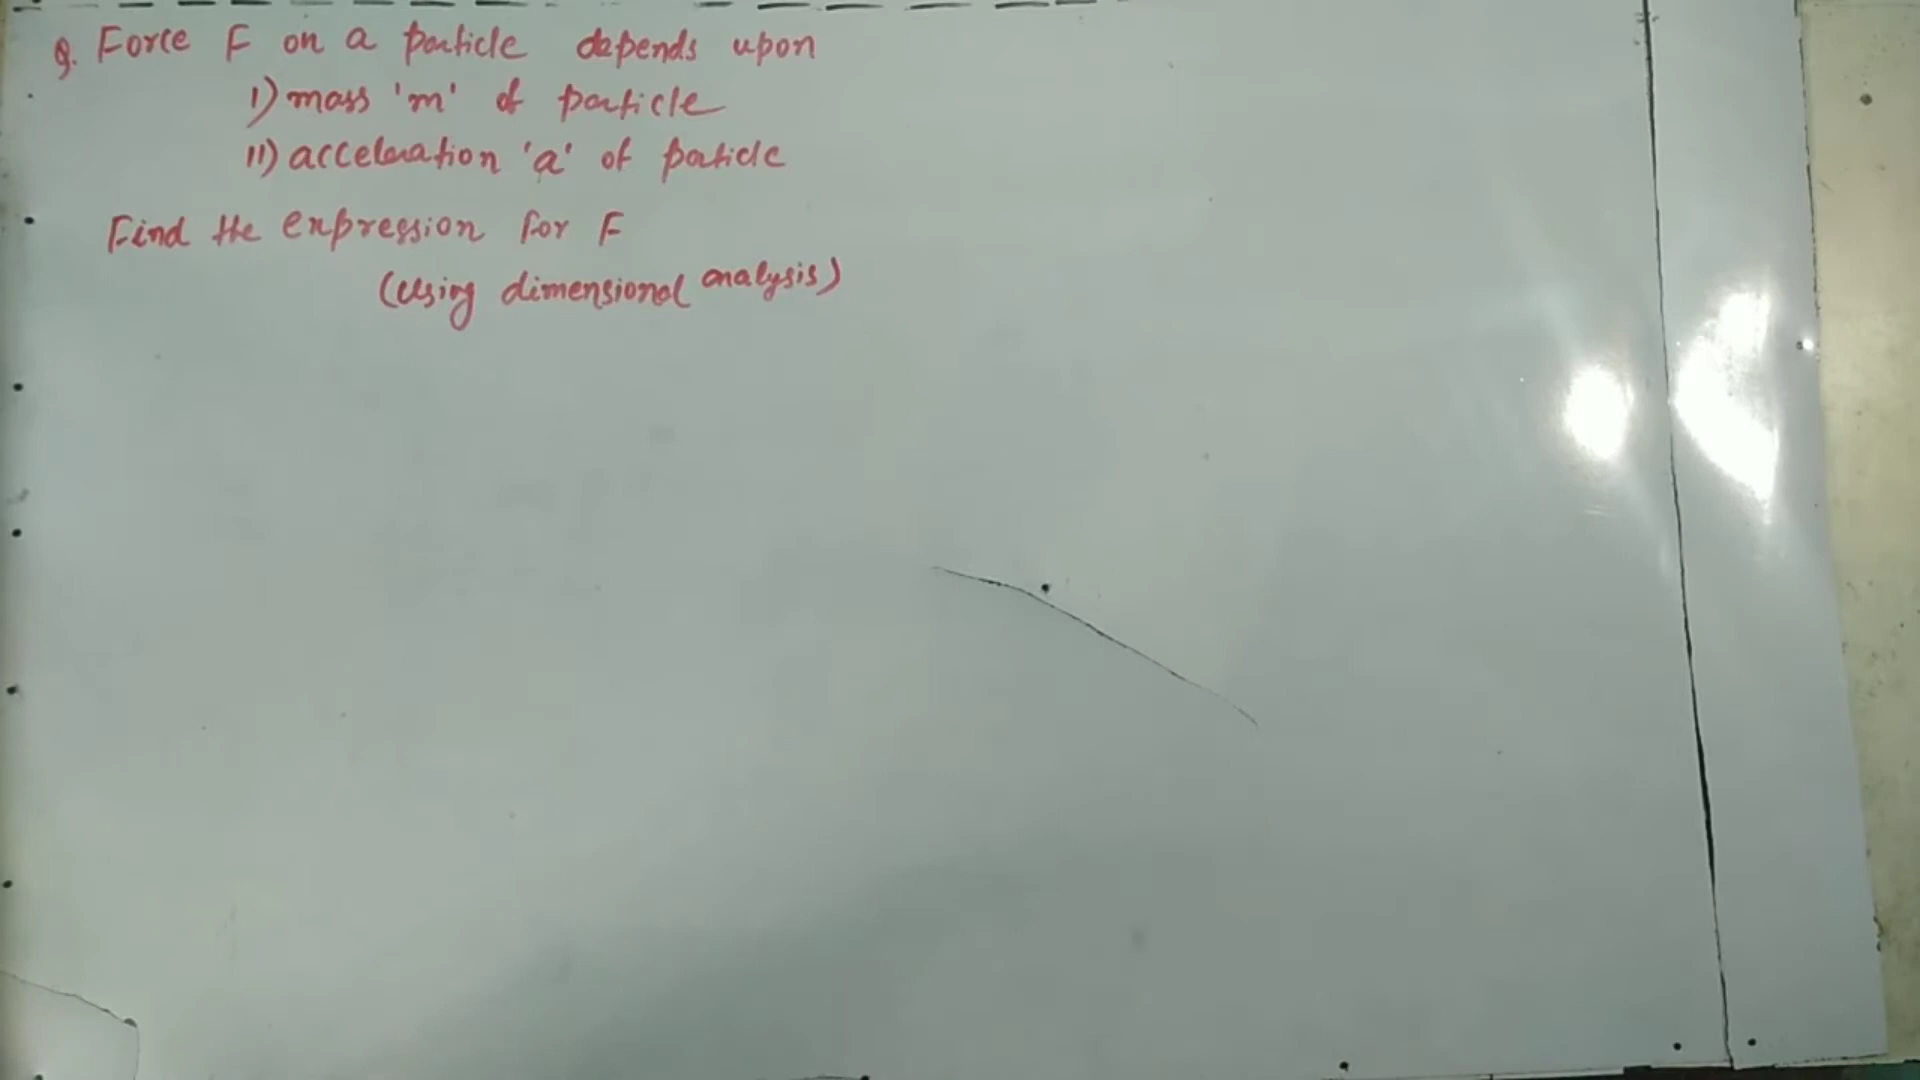 Q. Force F on a particle depends upon
I) mass 'm' of particle
II) acceleration 'a' of particle
Find the expression for F
(using dimensional analysis)